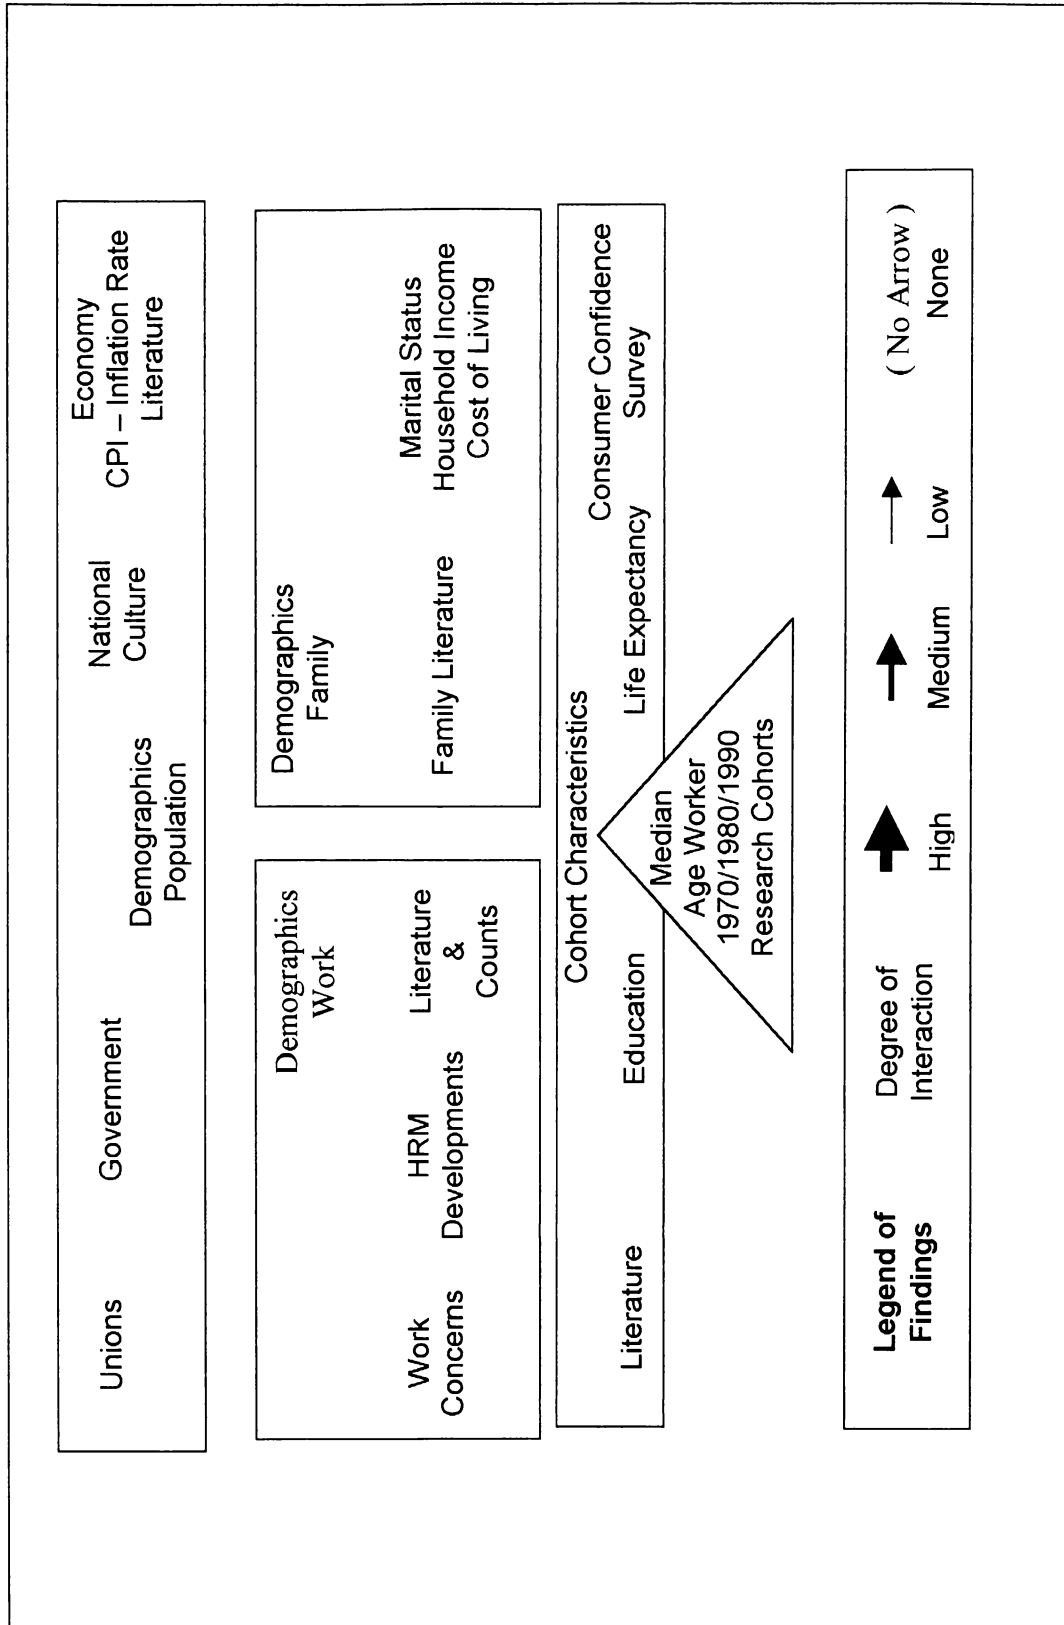 Unions
Government
Demographics
Population
National
Culture
Economy
CPI – Inflation Rate
Literature
Demographics
Work
Work
Concerns
HRM
Developments
Literature
&
Counts
Demographics
Family
Family Literature
Marital Status
Household Income
Cost of Living
Cohort Characteristics
Literature
Education
Life Expectancy
Consumer Confidence
Survey
Median
Age Worker
1970/1980/1990
Research Cohorts
Legend of
Findings
Degree of
Interaction
High
Medium
Low
( No Arrow )
None